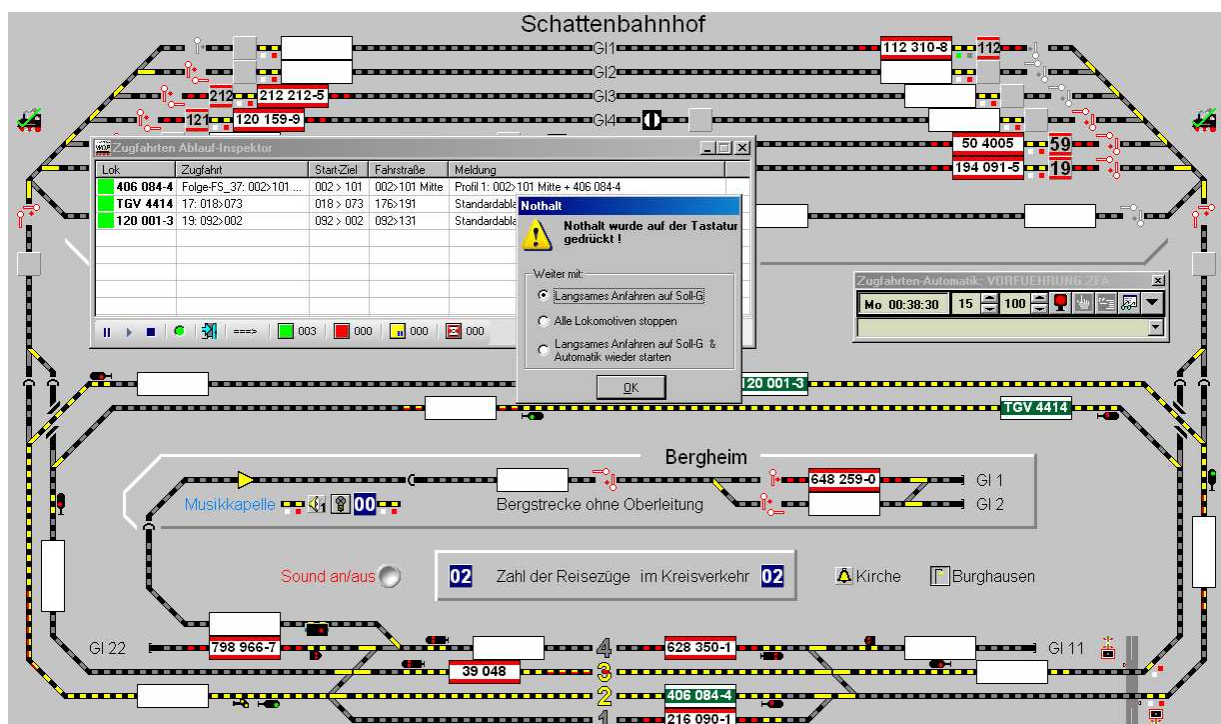 Schattenbahnhof
Gl1
112 310-8
112
Gl2
212
212 212-5
Gl3
121
120 159-9
Gl4
50 4005
59
194 091-5
19
Zugfahrten Ablauf-Inspektor
Lok Zugfahrt Start-Ziel Fahrstraße Meldung
406 084-4 Folge-FS_37: 002>101 ... 002 > 101 002>101 Mitte Profil 1: 002>101 Mitte + 406 084-4
TGV 4414 17: 018>073 018 > 073 176>191 Standardabla
120 001-3 19: 092>002 092 > 002 092>131 Standardabla
===> 003 000 000 000
Nothalt
Nothalt wurde auf der Tastatur
gedrückt !
Weiter mit:
Langsames Anfahren auf Soll-G
Alle Lokomotiven stoppen
Langsames Anfahren auf Soll-G &
Automatik wieder starten
OK
Zugfahrten-Automatik: VORFUEHRUNG.ZFA
Mo 00:38:30 15 100
120 001-3
TGV 4414
Bergheim
648 259-0
Gl 1
Musikkapelle
1
00
Bergstrecke ohne Oberleitung
Gl 2
Sound an/aus
02 Zahl der Reisezüge im Kreisverkehr 02
Kirche
Burghausen
Gl 22
798 966-7
4
628 350-1
Gl 11
39 048
3
2
406 084-4
1
216 090-1